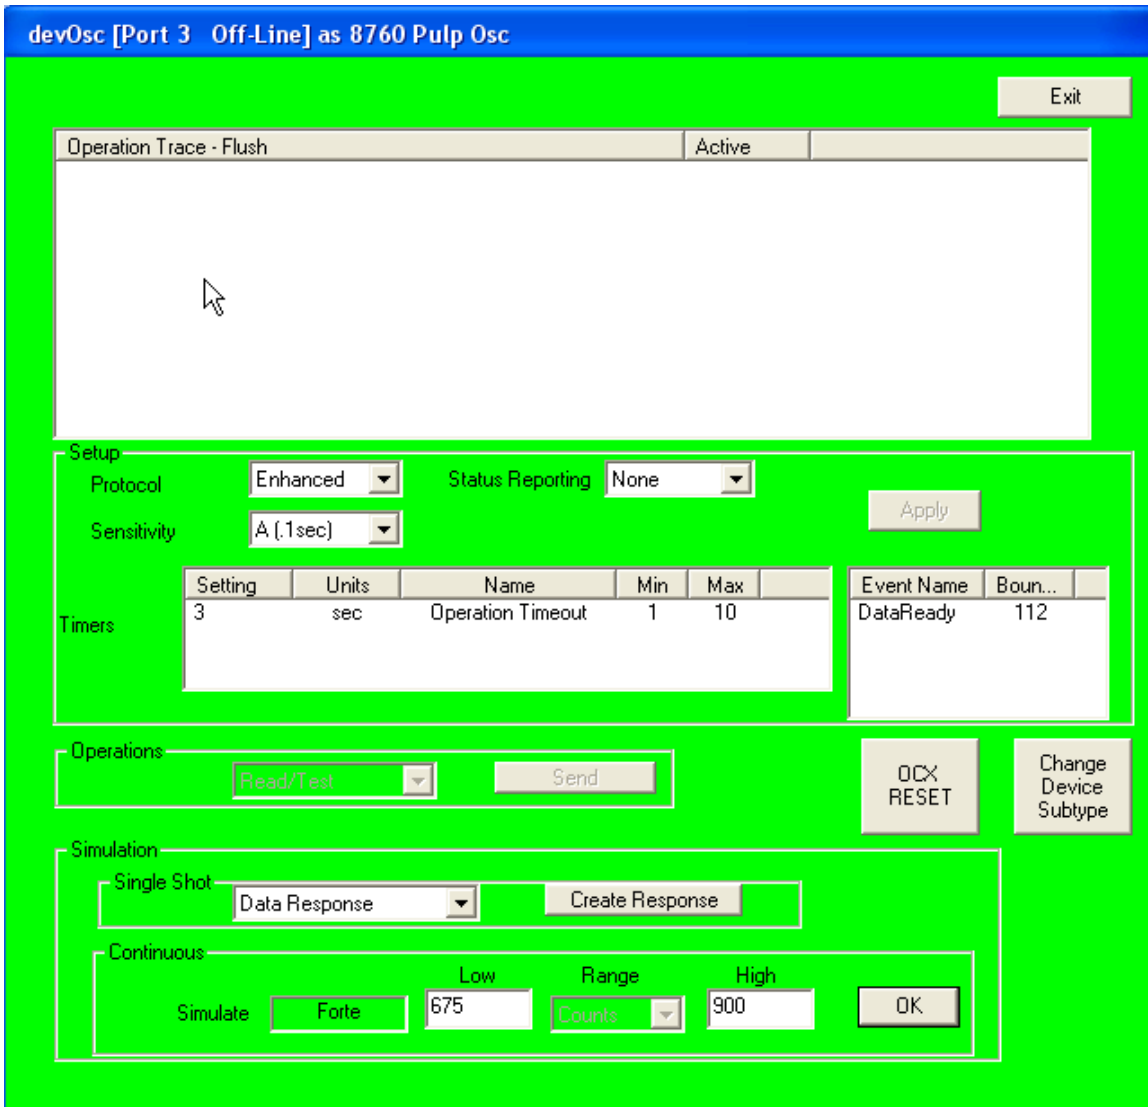 devOsc [Port 3 Off-Line] as 8760 Pulp Osc
Exit
Operation Trace - Flush Active
Setup
Protocol Enhanced Status Reporting None
Apply
Sensitivity A (.1sec)
Setting Units Name Min Max Event Name Boun...
3 sec Operation Timeout 1 10 DataReady 112
Timers
Operations
Read/Test Send
OCX
RESET
Change
Device
Subtype
Simulation
Single Shot
Data Response Create Response
Continuous
Low Range High
Simulate Forte 675 Counts 900 OK